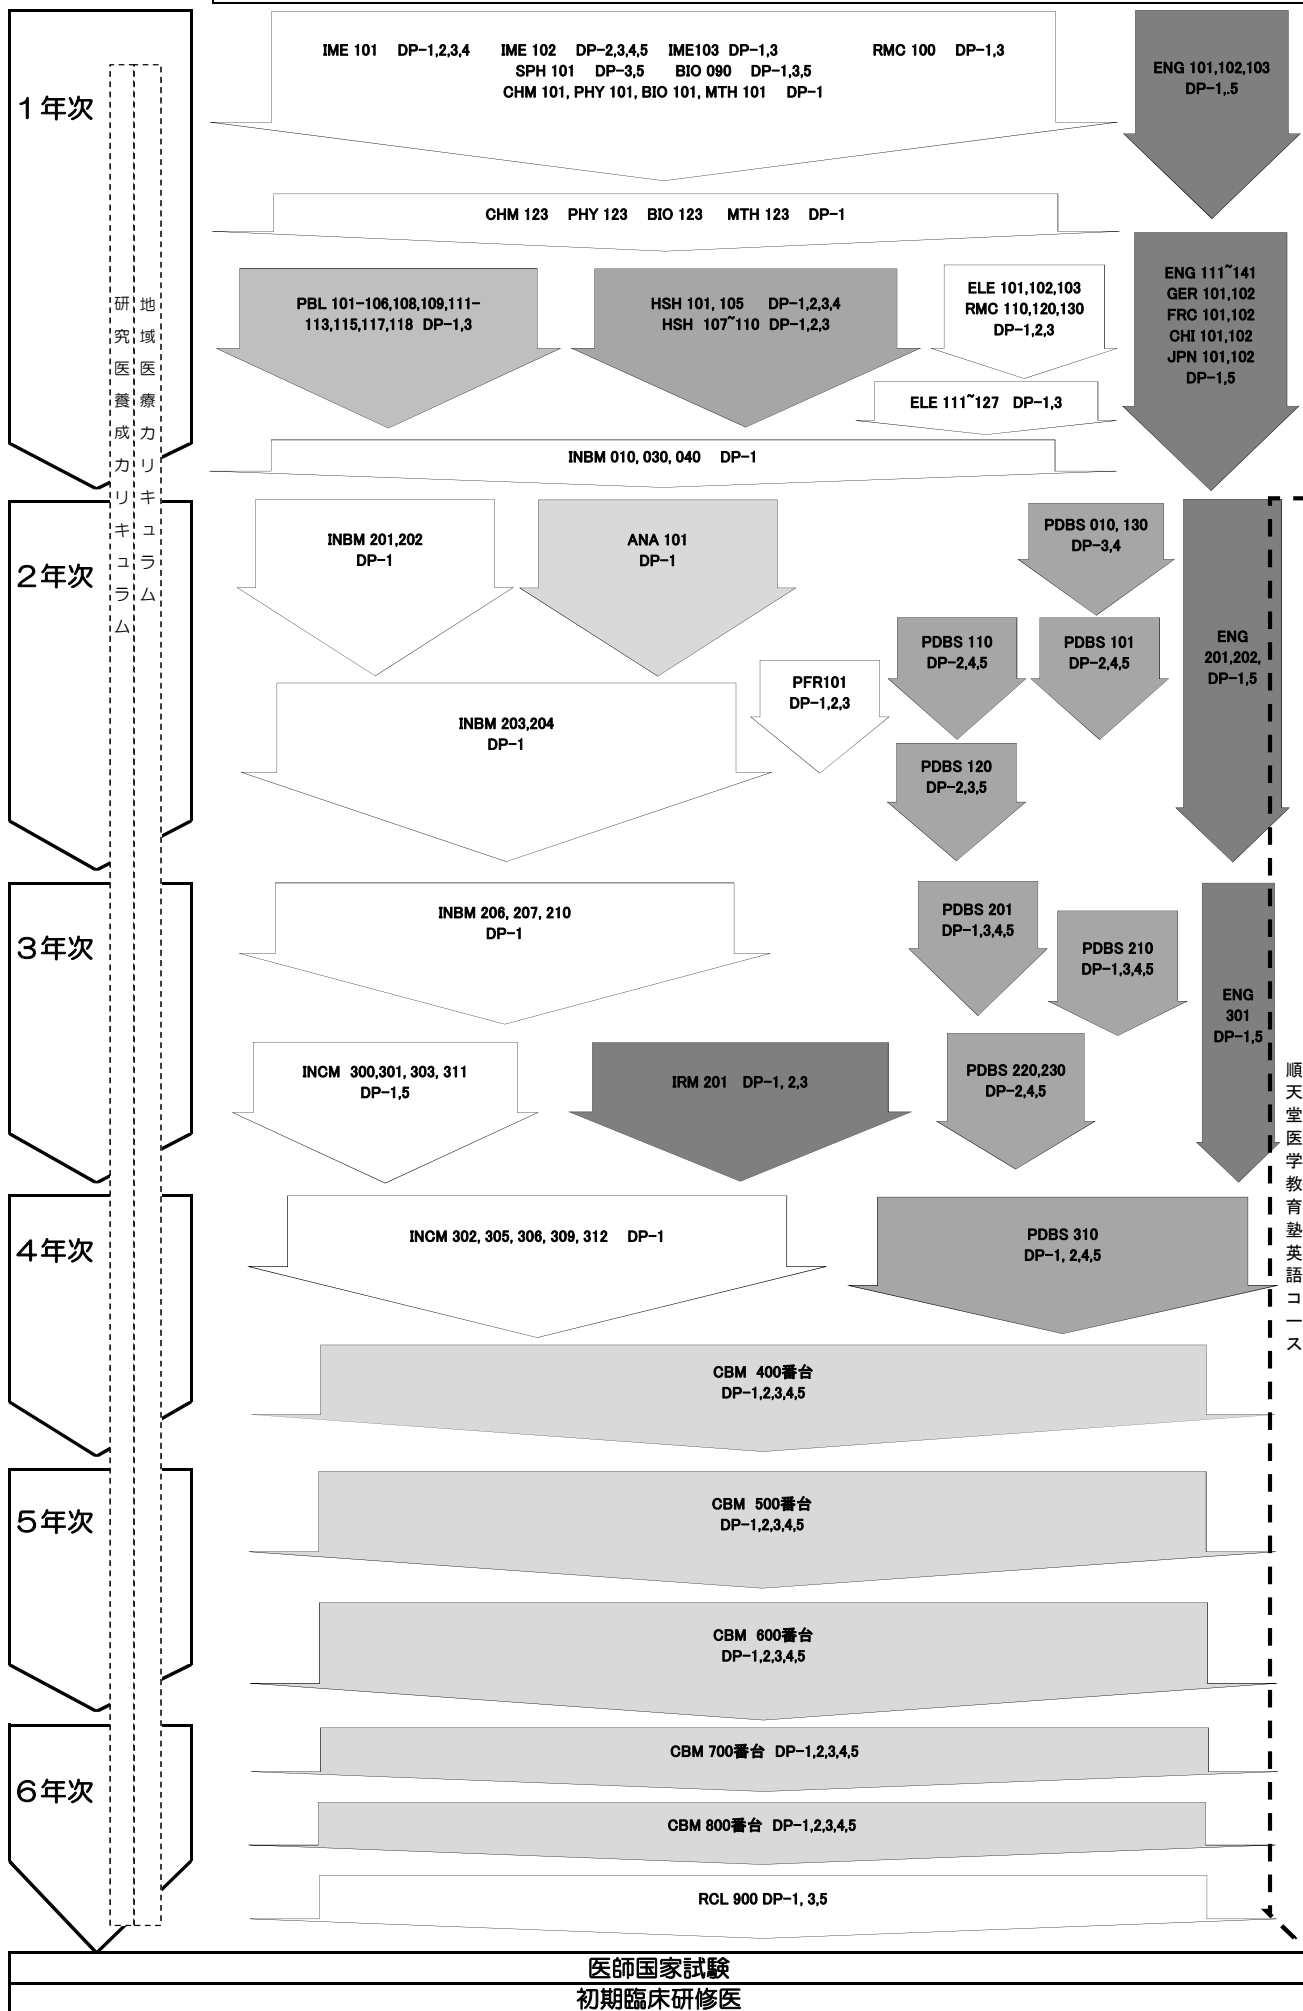 1年次
IME 101 DP-1,2,3,4 IME 102 DP-2,3,4,5 IME103 DP-1,3 RMC 100 DP-1,3
SPH 101 DP-3,5 BIO 090 DP-1,3,5
CHM 101, PHY 101, BIO 101, MTH 101 DP-1
ENG 101,102,103
DP-1,.5
CHM 123 PHY 123 BIO 123 MTH 123 DP-1
PBL 101-106,108,109,111-
113,115,117,118 DP-1,3
HSH 101, 105 DP-1,2,3,4
HSH 107~110 DP-1,2,3
ELE 101,102,103
RMC 110,120,130
DP-1,2,3
ENG 111~141
GER 101,102
FRC 101,102
CHI 101,102
JPN 101,102
DP-1,5
ELE 111~127 DP-1,3
INBM 010, 030, 040 DP-1
研究医養成カリキュラム
地域医療カリキュラム
2年次
INBM 201,202
DP-1
ANA 101
DP-1
PDBS 010, 130
DP-3,4
PDBS 110
DP-2,4,5
PDBS 101
DP-2,4,5
ENG
201,202,
DP-1,5
PFR101
DP-1,2,3
INBM 203,204
DP-1
PDBS 120
DP-2,3,5
3年次
INBM 206, 207, 210
DP-1
PDBS 201
DP-1,3,4,5
PDBS 210
DP-1,3,4,5
ENG
301
DP-1,5
INCM 300,301, 303, 311
DP-1,5
IRM 201 DP-1, 2,3
PDBS 220,230
DP-2,4,5
順天堂医学教育塾英語コース
4年次
INCM 302, 305, 306, 309, 312 DP-1
PDBS 310
DP-1, 2,4,5
CBM 400番台
DP-1,2,3,4,5
5年次
CBM 500番台
DP-1,2,3,4,5
CBM 600番台
DP-1,2,3,4,5
6年次
CBM 700番台 DP-1,2,3,4,5
CBM 800番台 DP-1,2,3,4,5
RCL 900 DP-1, 3,5
医師国家試験
初期臨床研修医